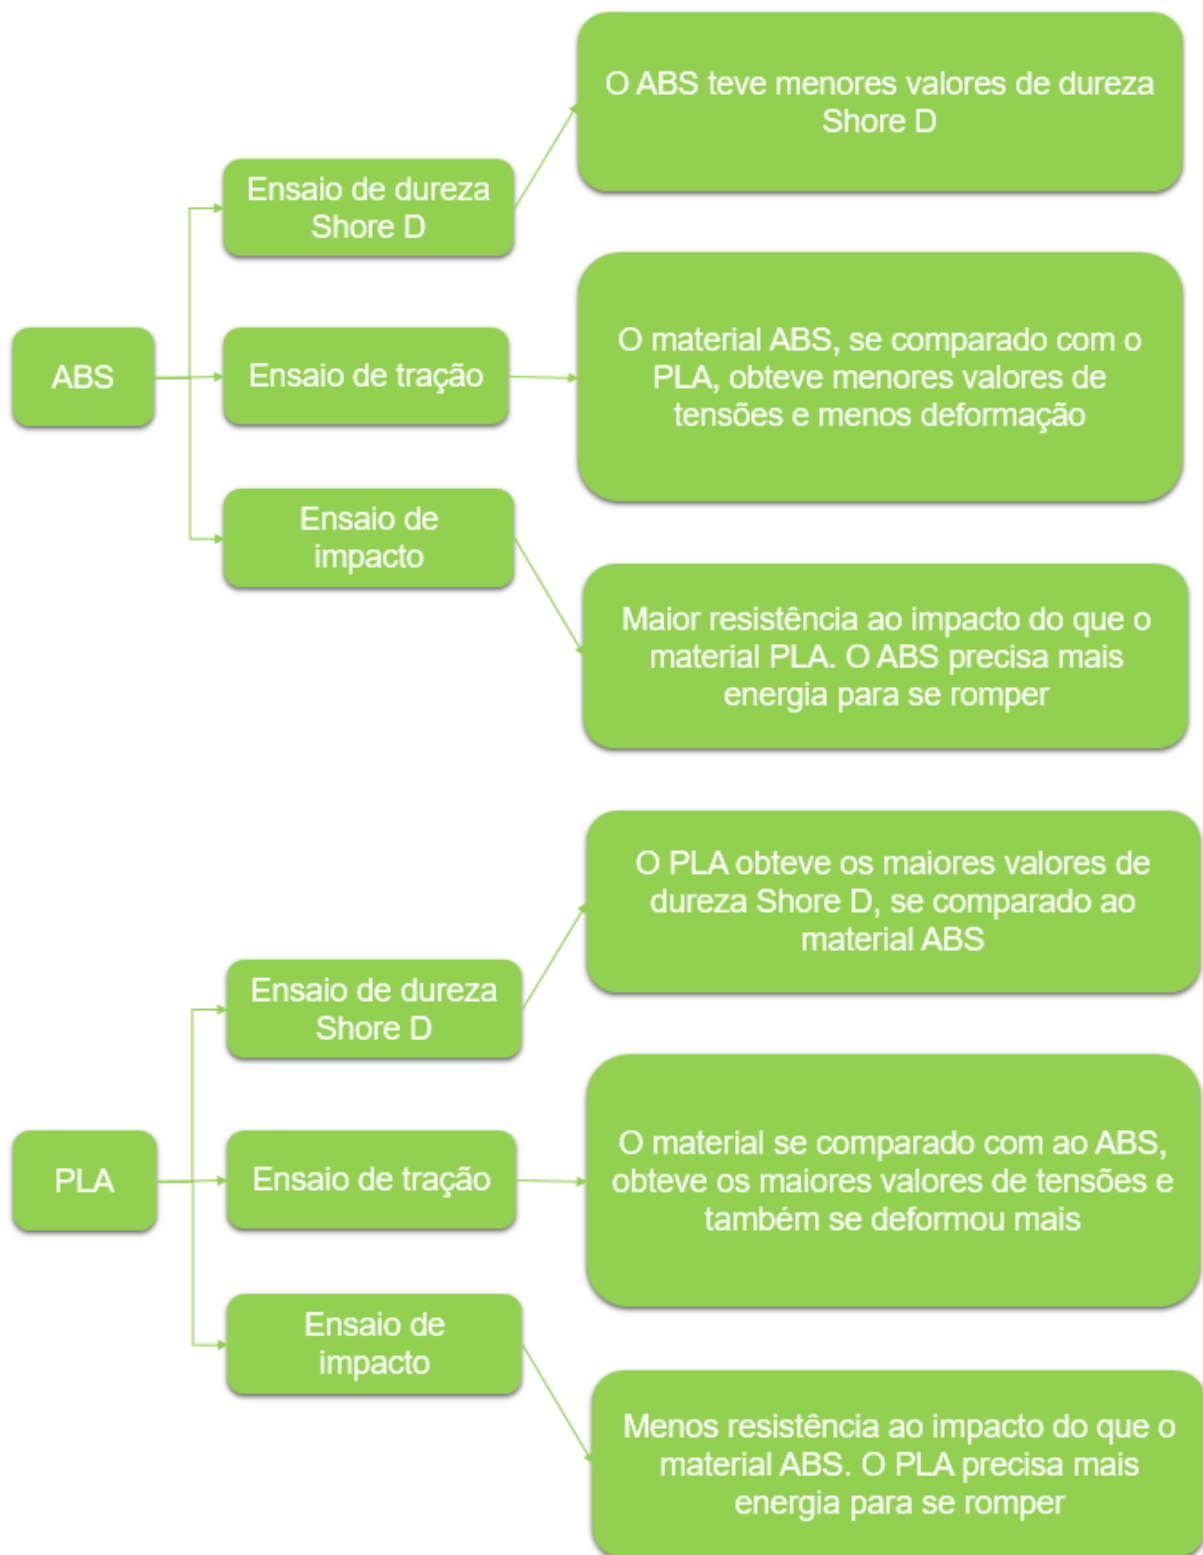 O ABS teve menores valores de dureza
Shore D
Ensaio de dureza
Shore D
ABS
Ensaio de tração
O material ABS, se comparado com o
PLA, obteve menores valores de
tensões e menos deformação
Ensaio de
impacto
Maior resistência ao impacto do que o
material PLA. O ABS precisa mais
energia para se romper
O PLA obteve os maiores valores de
dureza Shore D, se comparado ao
material ABS
Ensaio de dureza
Shore D
PLA
Ensaio de tração
O material se comparado com ao ABS,
obteve os maiores valores de tensões e
também se deformou mais
Ensaio de
impacto
Menos resistência ao impacto do que o
material ABS. O PLA precisa mais
energia para se romper